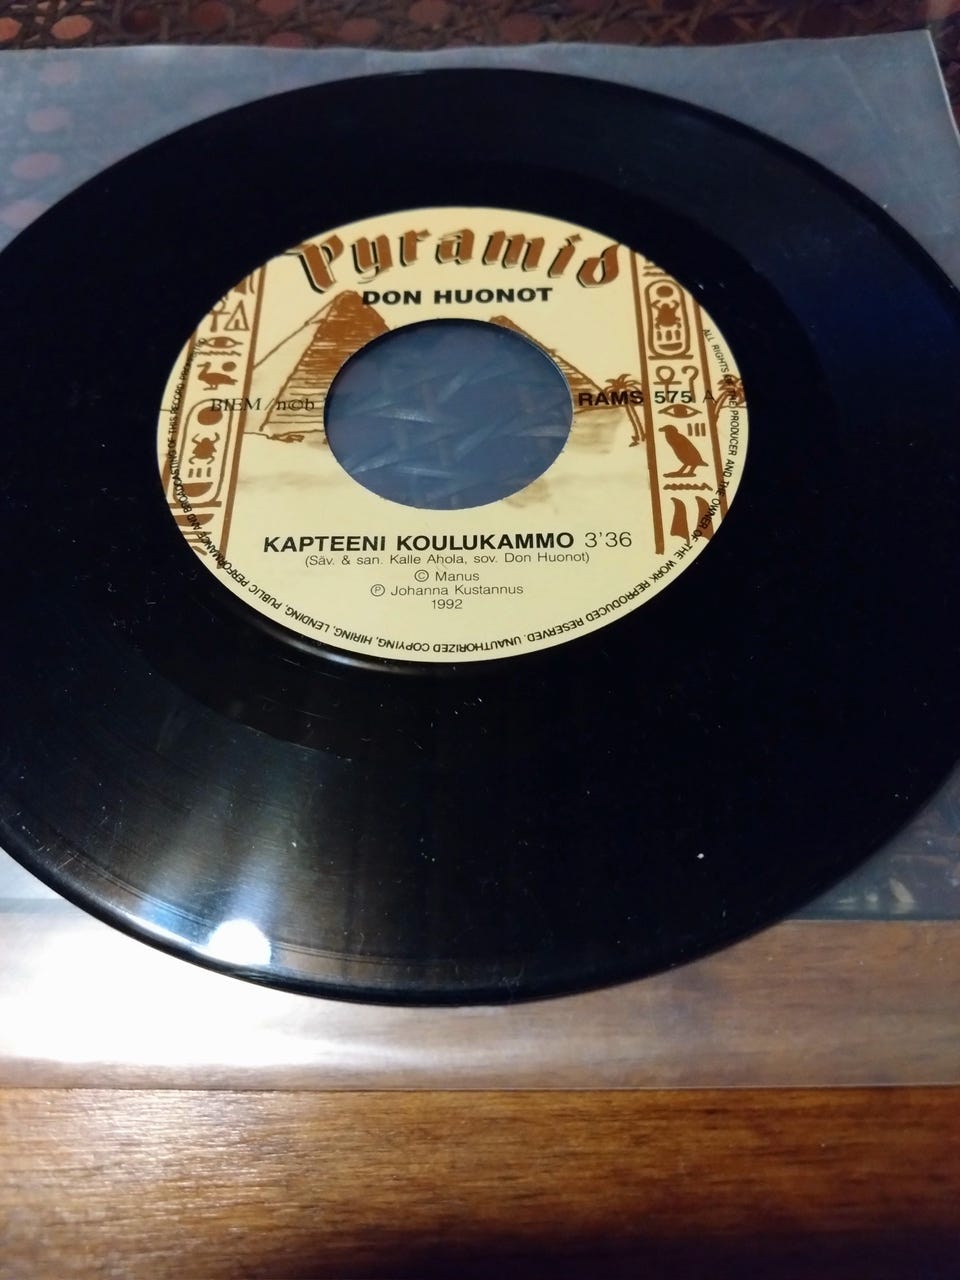 Pyramid
DON HUONOT
BIEM/n©b
RAMS 575 A
KAPTEENI KOULUKAMMO 3'36
(Säv. & san. Kalle Ahola, sov. Don Huonot)
© Manus
℗ Johanna Kustannus
1992
ALL RIGHTS OF THE PRODUCER AND THE OWNER OF THE WORK REPRODUCED RESERVED. UNAUTHORIZED COPYING, HIRING, LENDING, PUBLIC PERFORMANCE AND BROADCASTING OF THIS RECORD PROHIBITED